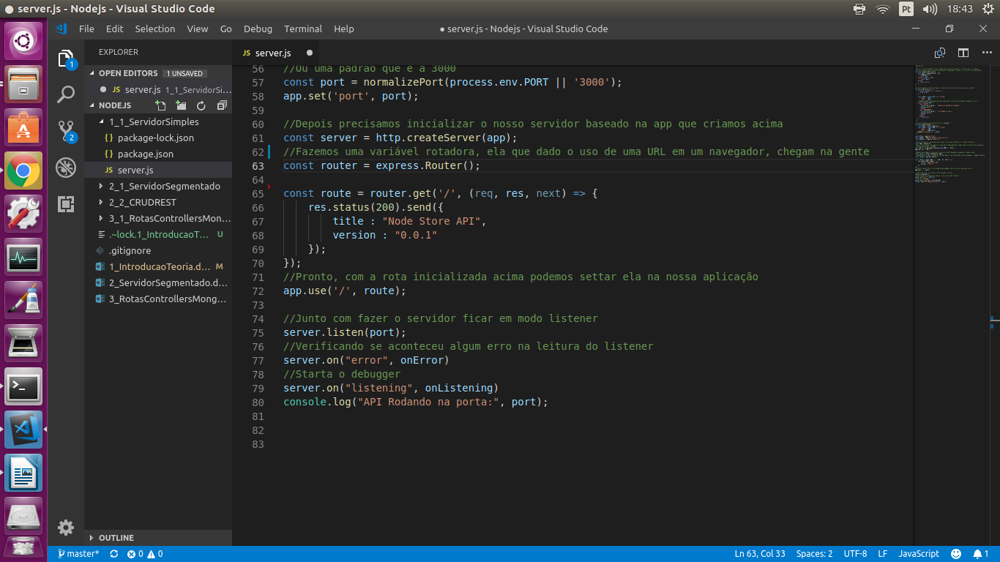 server.js - Nodejs - Visual Studio Code
Pt
18:43
File Edit Selection View Go Debug Terminal Help
● server.js - Nodejs - Visual Studio Code
EXPLORER
OPEN EDITORS 1 UNSAVED
JS server.js 1_1_ServidorSi...
NODEJS
1_1_ServidorSimples
{ } package-lock.json
{ } package.json
JS server.js
2_1_ServidorSegmentado
2_2_CRUDREST
3_1_RotasControllersMon...
.~lock.1_IntroducaoT... U
.gitignore
1_IntroducaoTeoria.d... M
2_ServidorSegmentado.d...
3_RotasControllersMong...
OUTLINE
1
2
JS server.js
56 //Ou uma padrão que é a 3000
57 const port = normalizePort(process.env.PORT || '3000');
58 app.set('port', port);
59
60 //Depois precisamos inicializar o nosso servidor baseado na app que criamos acima
61 const server = http.createServer(app);
62 //Fazemos uma variável rotadora, ela que dado o uso de uma URL em um navegador, chegam na gente
63 const router = express.Router();
64
65 const route = router.get('/', (req, res, next) => {
66 res.status(200).send({
67 title : "Node Store API",
68 version : "0.0.1"
69 });
70 });
71 //Pronto, com a rota inicializada acima podemos settar ela na nossa aplicação
72 app.use('/', route);
73
74 //Junto com fazer o servidor ficar em modo listener
75 server.listen(port);
76 //Verificando se aconteceu algum erro na leitura do listener
77 server.on("error", onError)
78 //Starta o debugger
79 server.on("listening", onListening)
80 console.log("API Rodando na porta:", port);
81
82
83
master* 0 0 Ln 63, Col 33 Spaces: 2 UTF-8 LF JavaScript 1